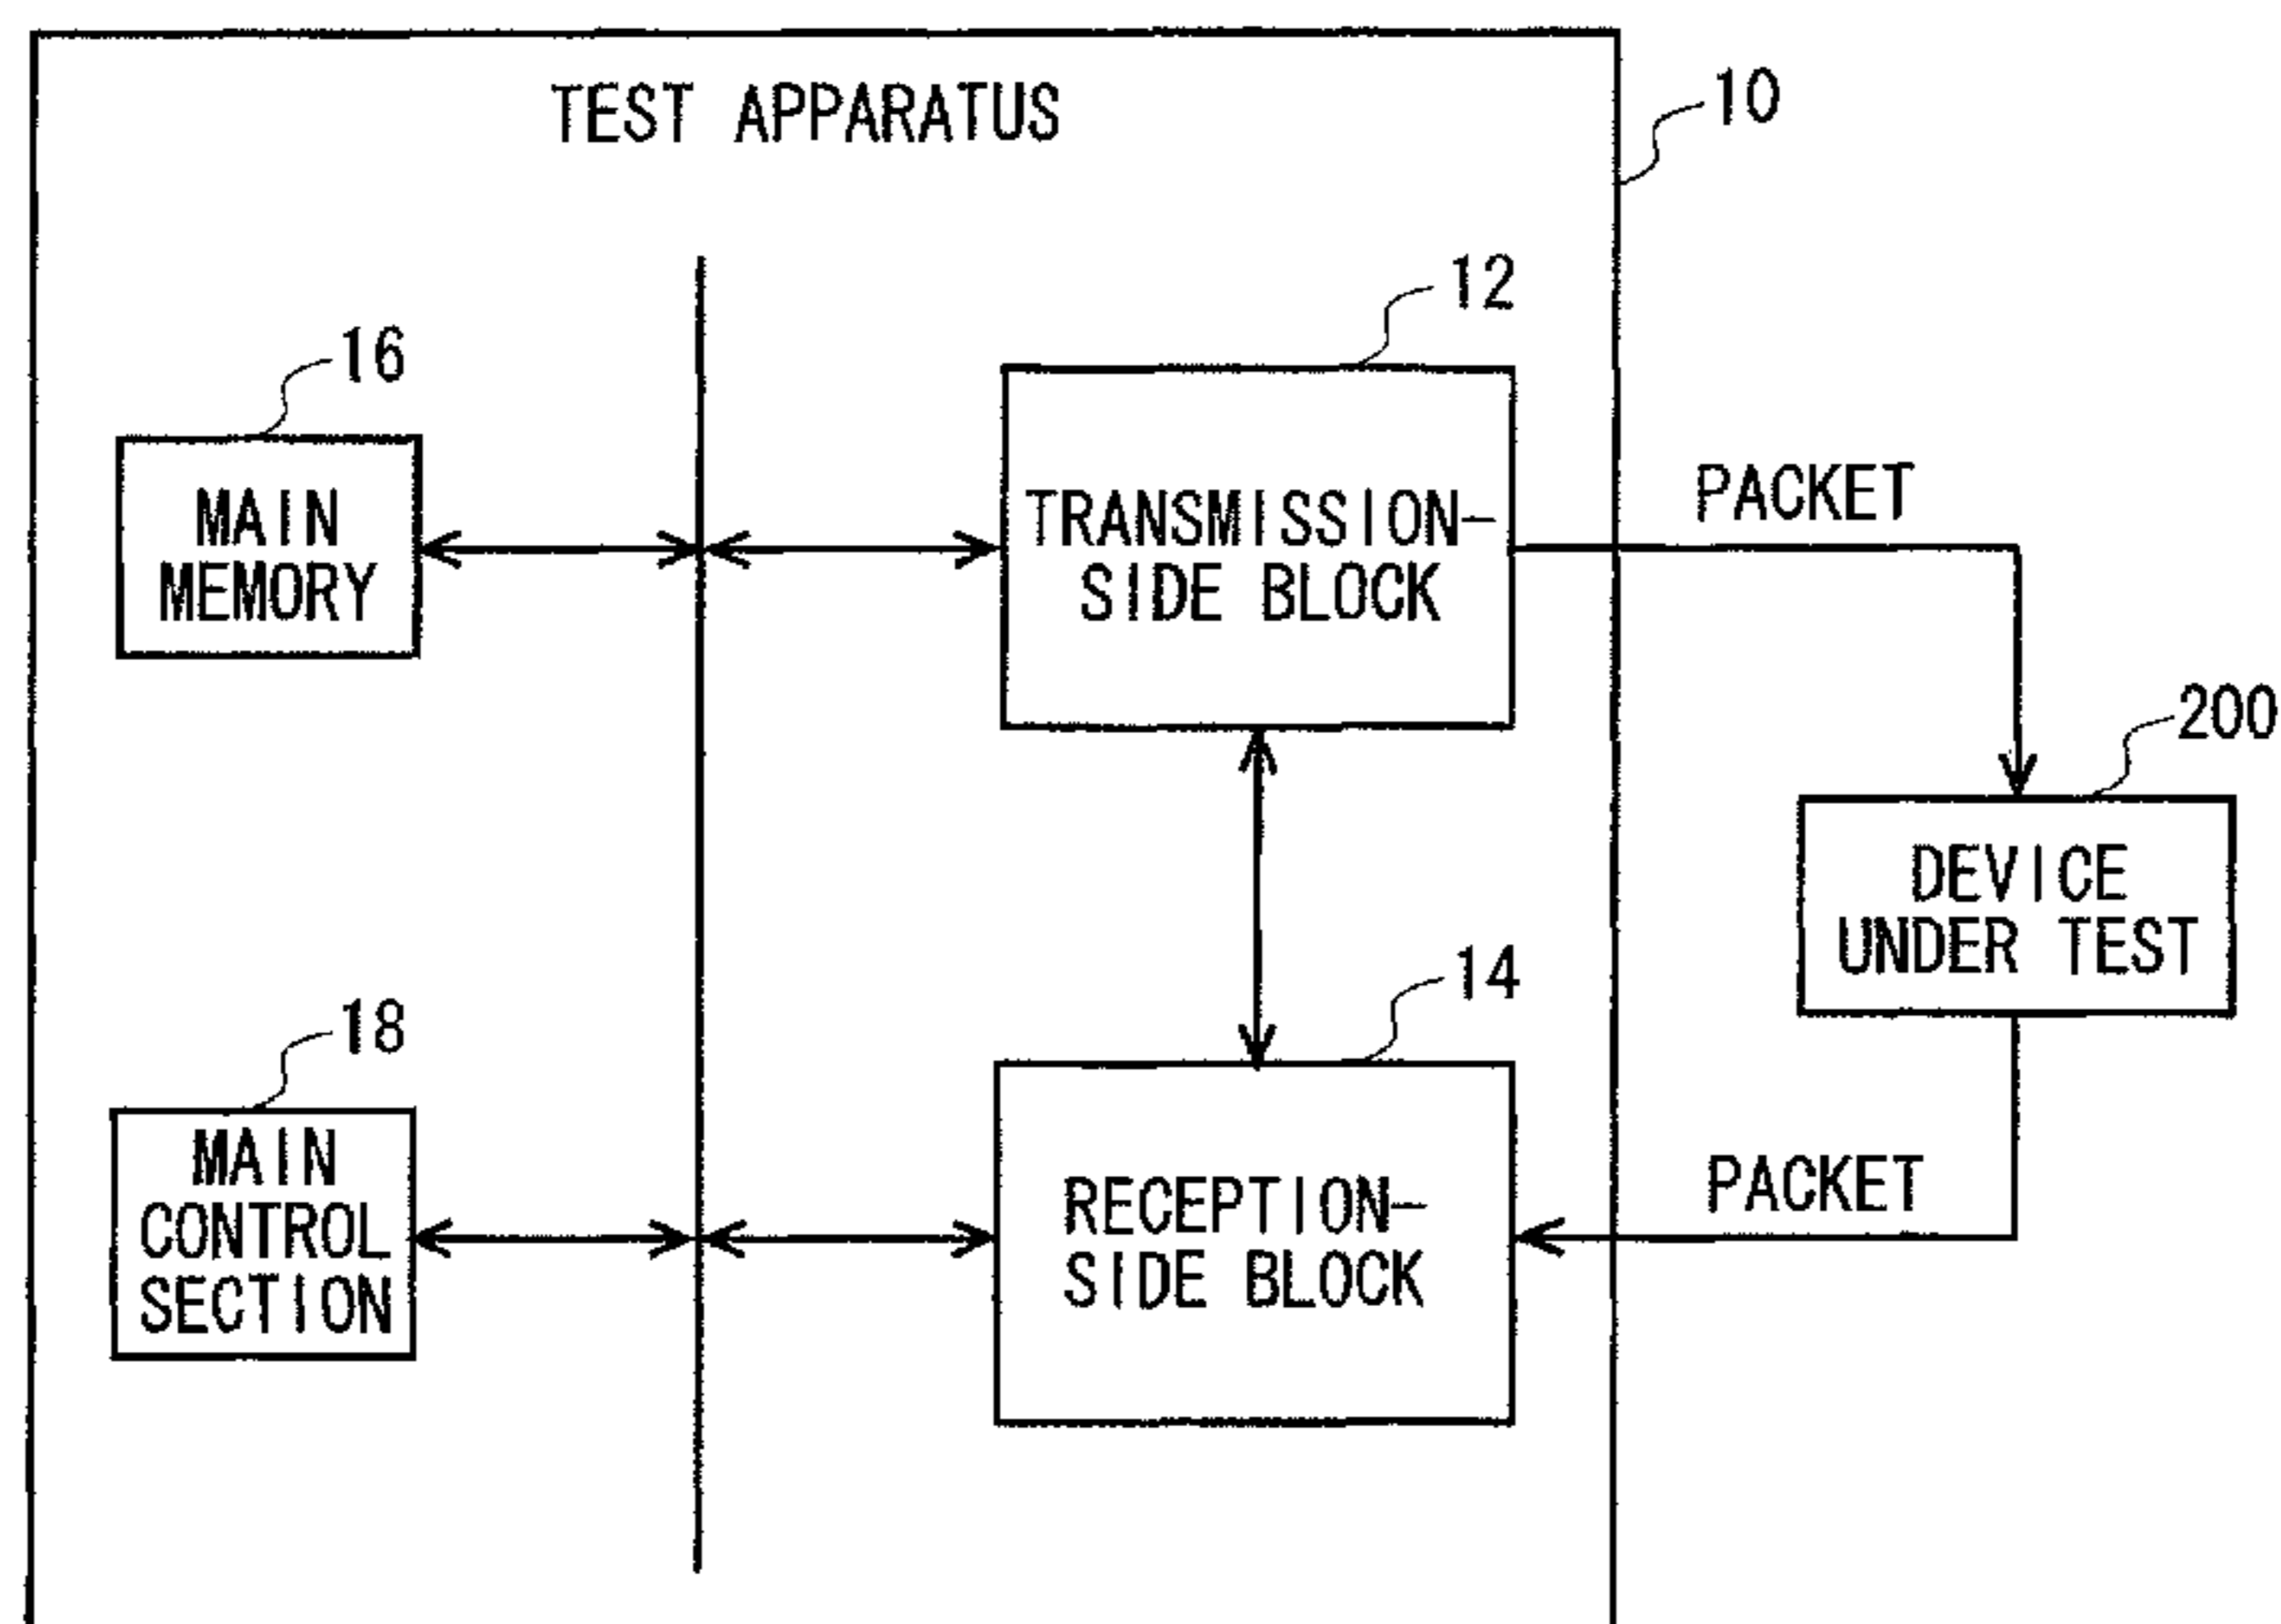 TEST APPARATUS
10
12
16
MAIN
MEMORY
TRANSMISSION-
SIDE BLOCK
PACKET
200
DEVICE
UNDER TEST
14
18
MAIN
CONTROL
SECTION
RECEPTION-
SIDE BLOCK
PACKET